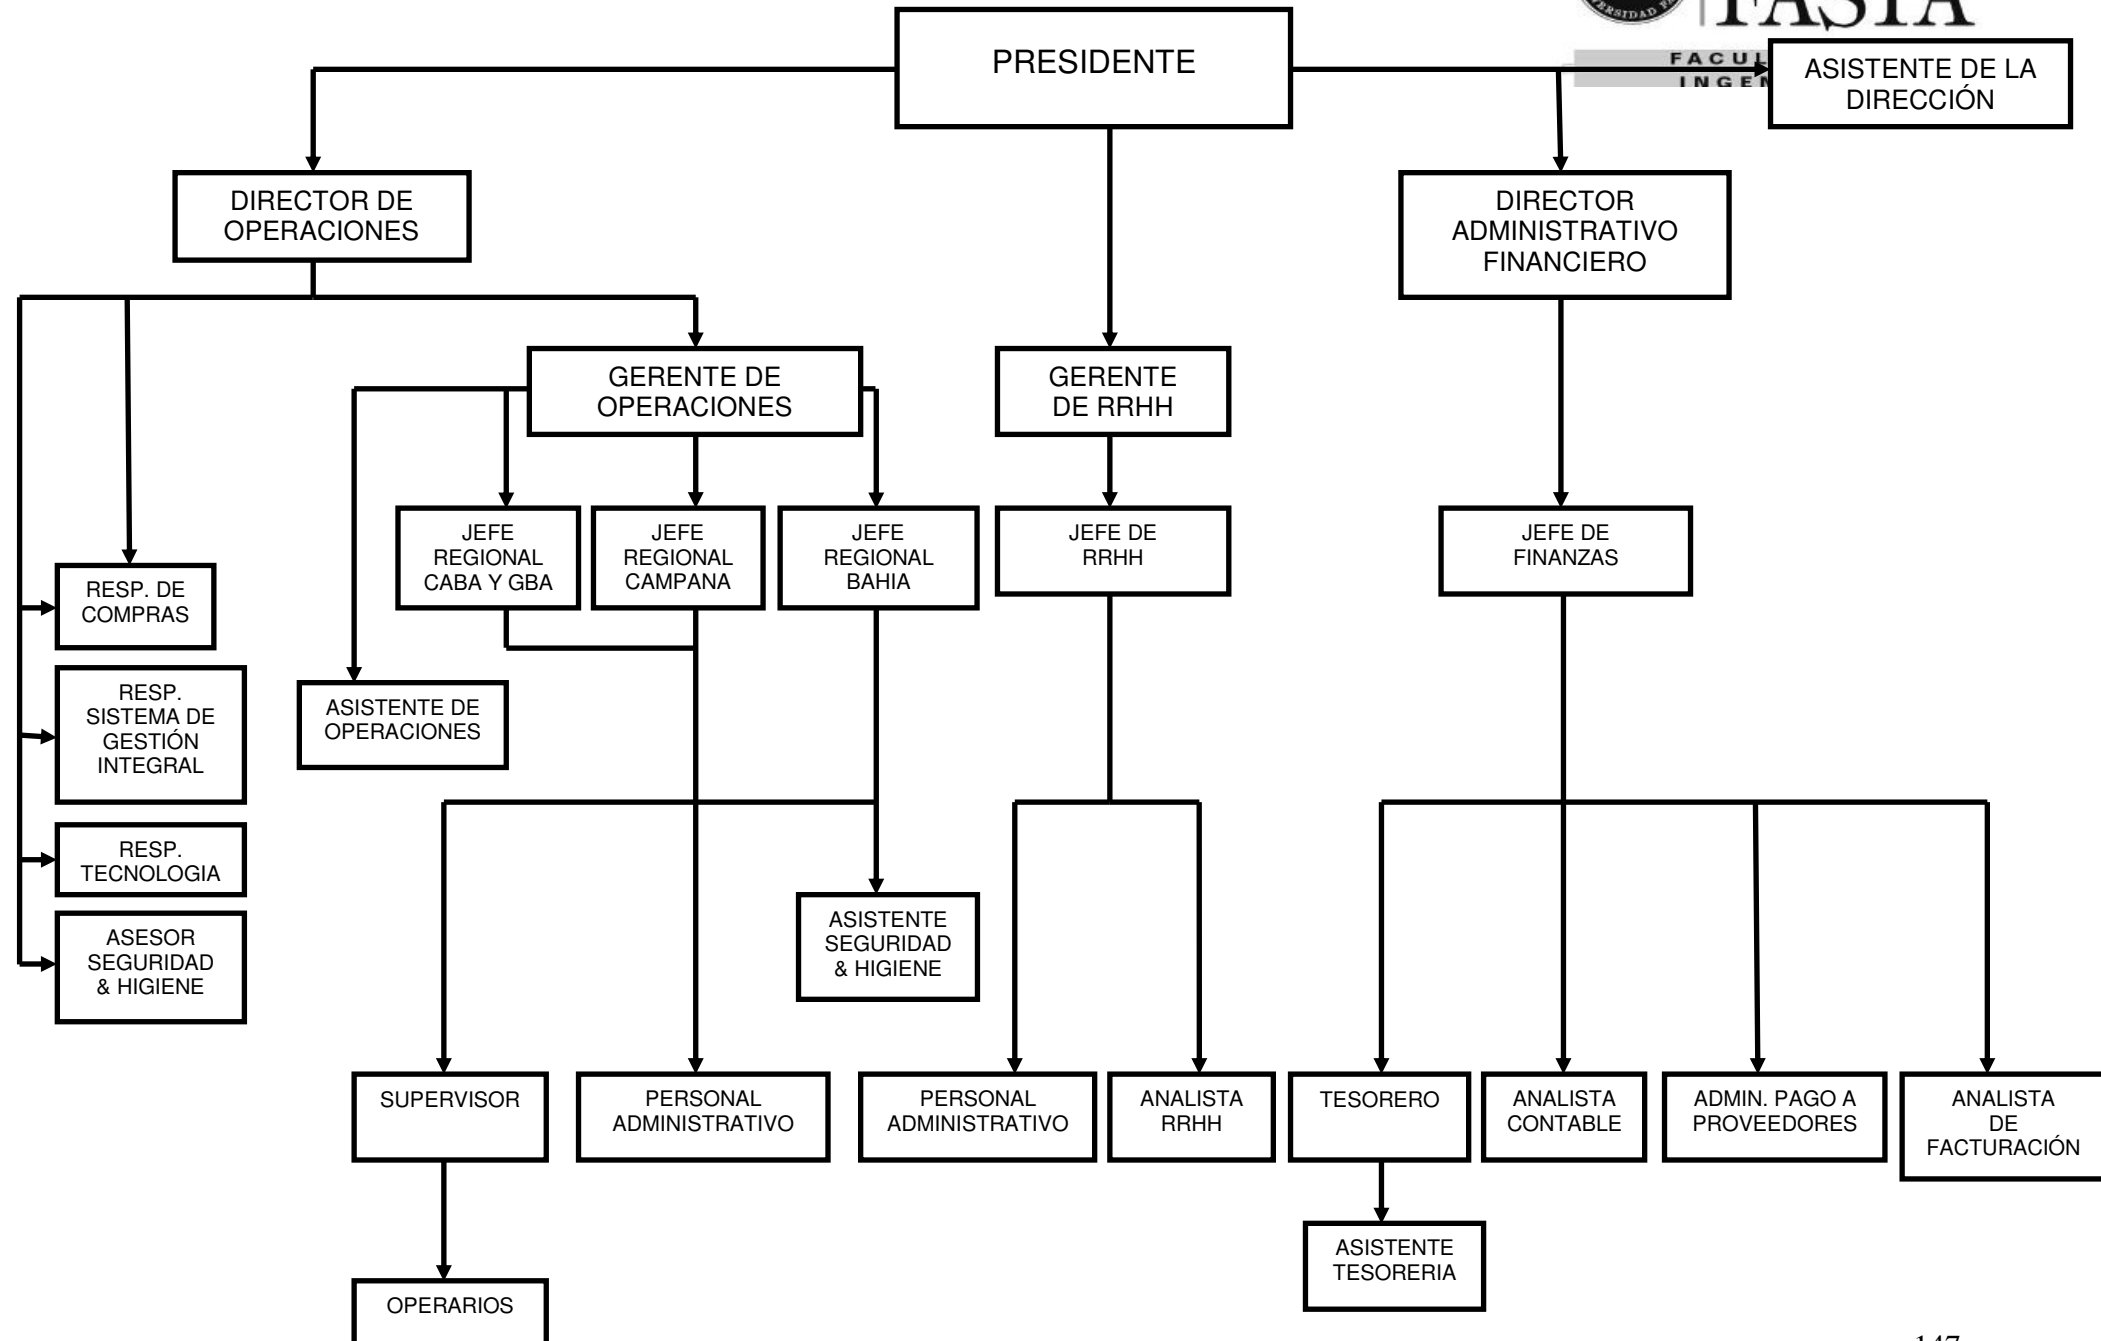 FASTA
PRESIDENTE
ASISTENTE DE LA
DIRECCIÓN
DIRECTOR DE
OPERACIONES
DIRECTOR
ADMINISTRATIVO
FINANCIERO
GERENTE DE
OPERACIONES
GERENTE
DE RRHH
JEFE
REGIONAL
CABA Y GBA
JEFE
REGIONAL
CAMPANA
JEFE
REGIONAL
BAHIA
JEFE DE
RRHH
JEFE DE
FINANZAS
RESP. DE
COMPRAS
RESP.
SISTEMA DE
GESTIÓN
INTEGRAL
ASISTENTE DE
OPERACIONES
RESP.
TECNOLOGIA
ASESOR
SEGURIDAD
& HIGIENE
ASISTENTE
SEGURIDAD
& HIGIENE
SUPERVISOR
PERSONAL
ADMINISTRATIVO
PERSONAL
ADMINISTRATIVO
ANALISTA
RRHH
TESORERO
ANALISTA
CONTABLE
ADMIN. PAGO A
PROVEEDORES
ANALISTA
DE
FACTURACIÓN
ASISTENTE
TESORERIA
OPERARIOS
147